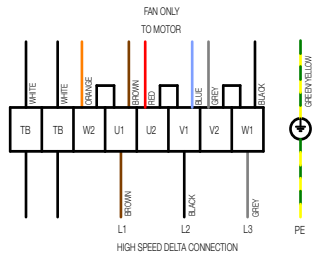 FAN ONLY
TO MOTOR
WHITE
WHITE
ORANGE
BROWN
RED
BLUE
GREY
BLACK
GREEN/YELLOW
TB TB W2 U1 U2 V1 V2 W1
BROWN
BLACK
GREY
L1 L2 L3 PE
HIGH SPEED DELTA CONNECTION